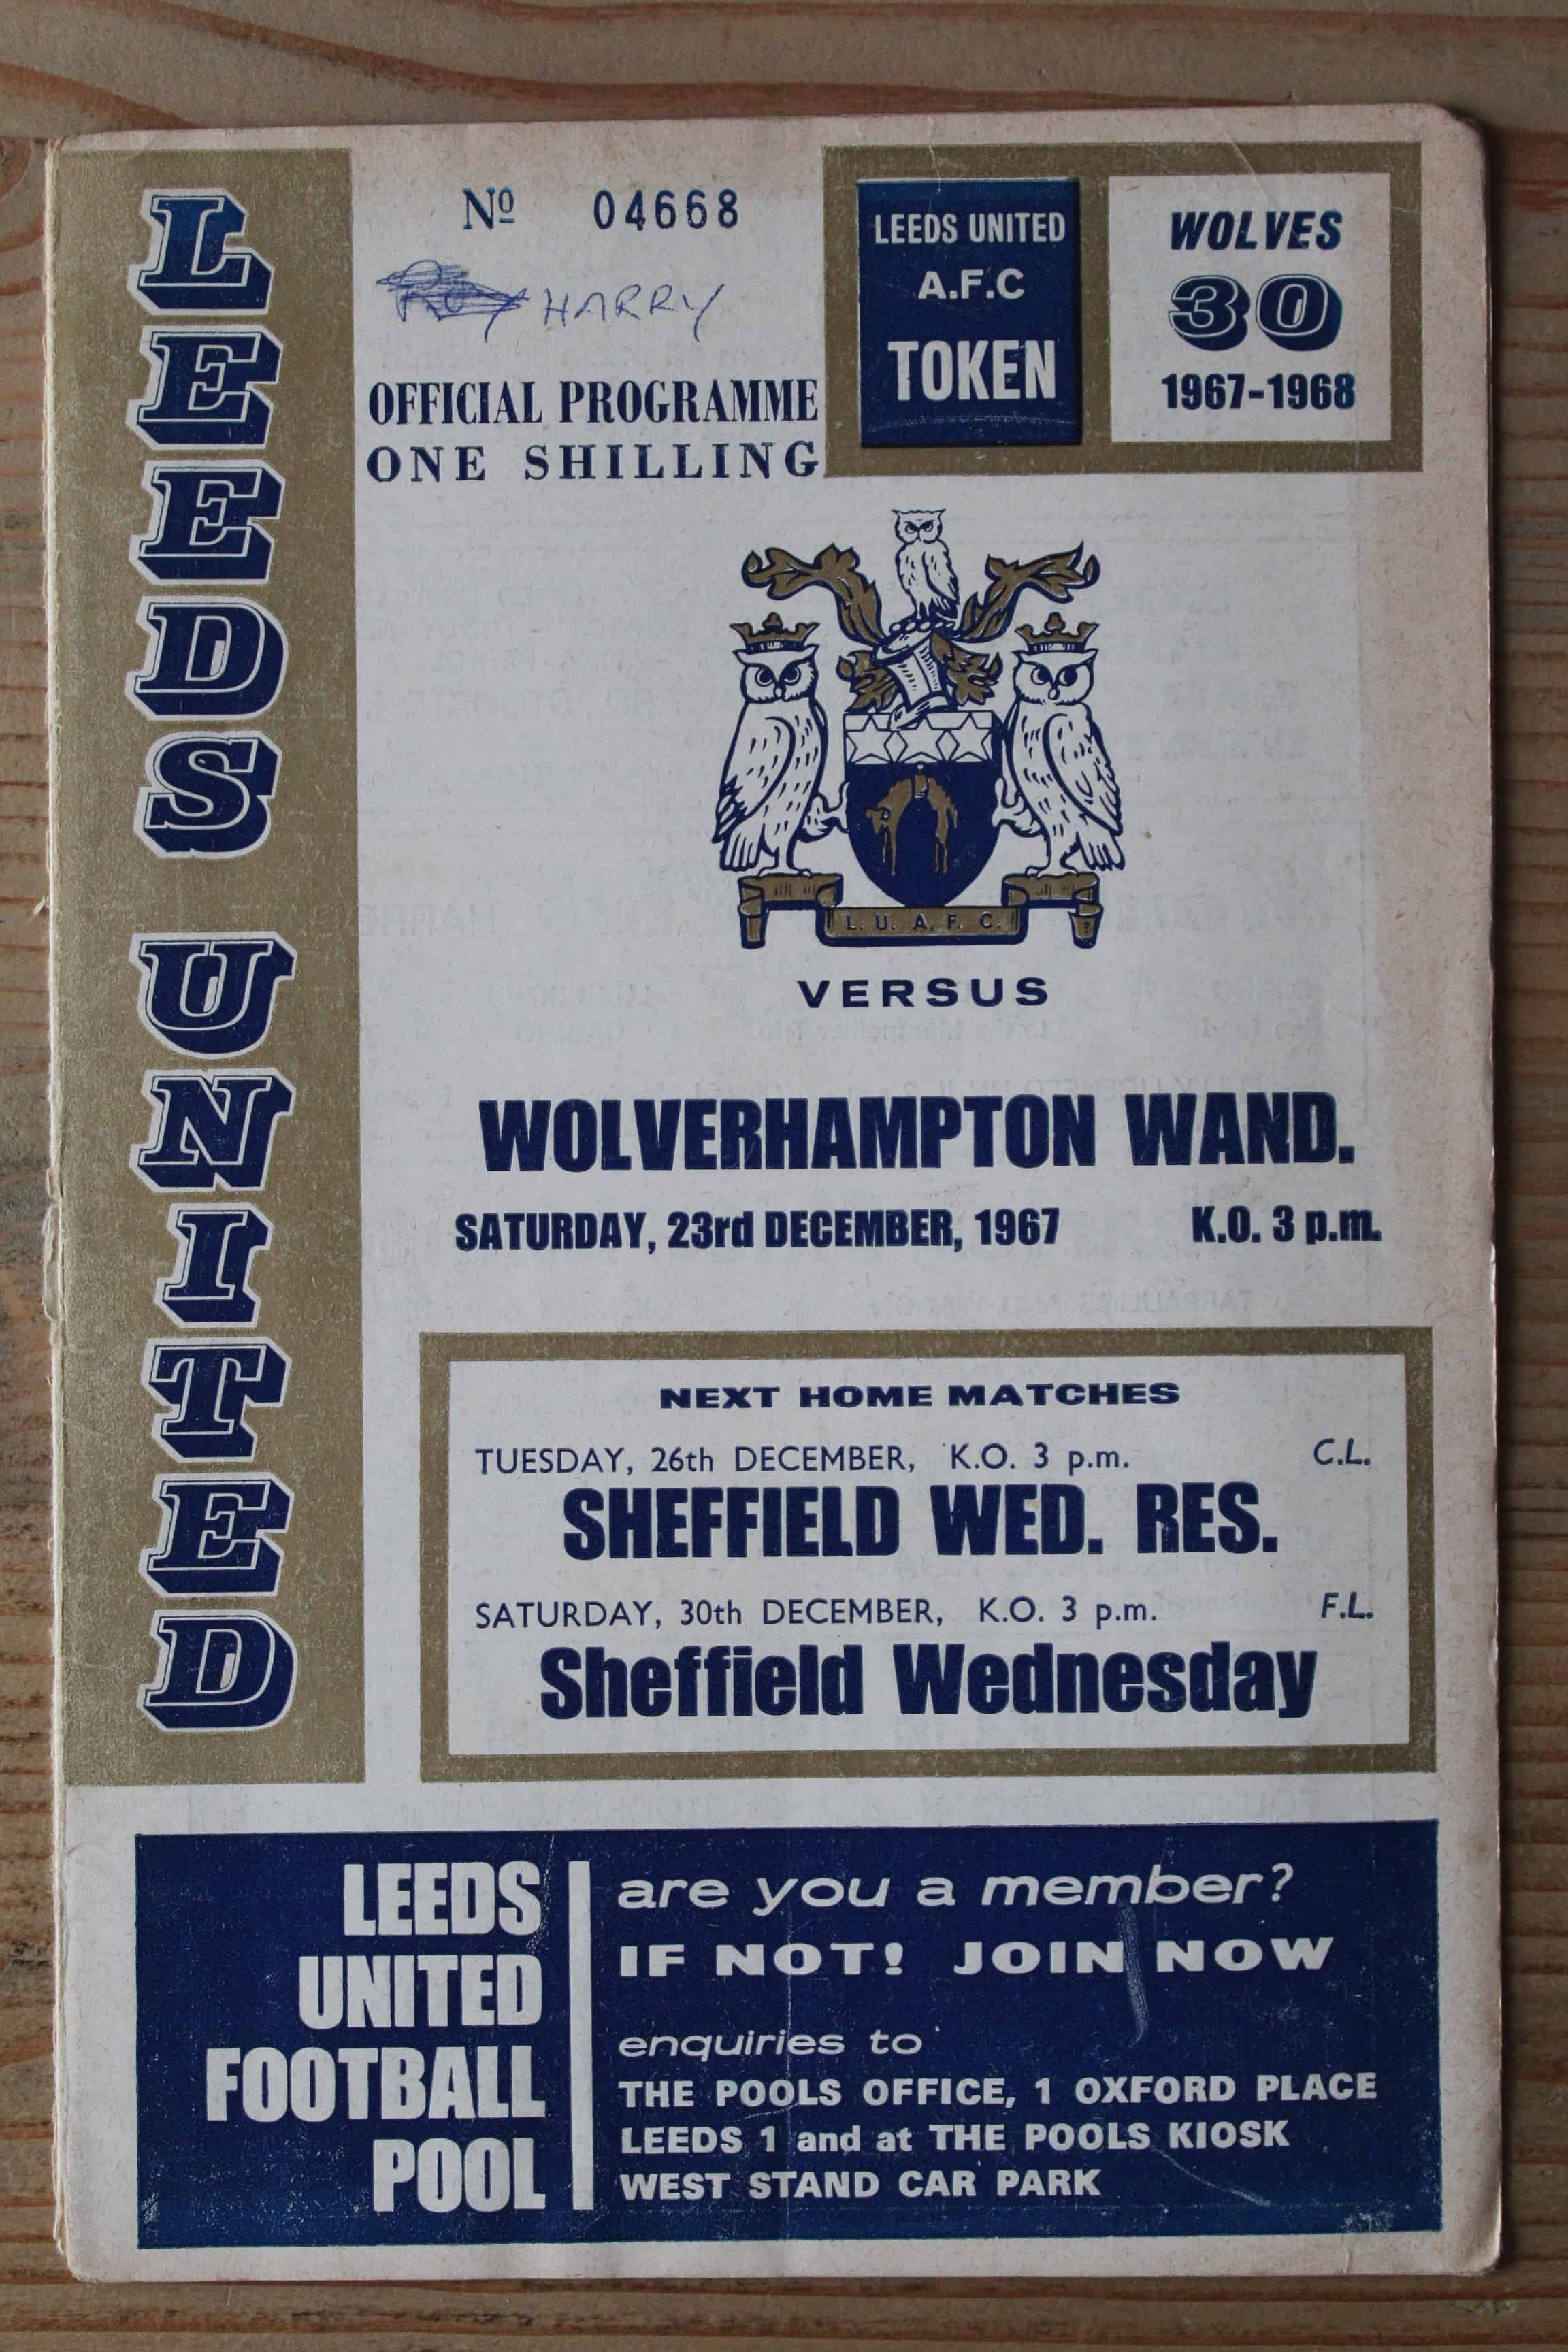 LEEDS UNITED
Nº 04668
HARRY
OFFICIAL PROGRAMME
ONE SHILLING
LEEDS UNITED
A.F.C
TOKEN
WOLVES
30
1967-1968
L. U. A. F. C.
VERSUS
WOLVERHAMPTON WAND.
SATURDAY, 23rd DECEMBER, 1967 K.O. 3 p.m.
NEXT HOME MATCHES
TUESDAY, 26th DECEMBER, K.O. 3 p.m. C.L.
SHEFFIELD WED. RES.
SATURDAY, 30th DECEMBER, K.O. 3 p.m. F.L.
Sheffield Wednesday
LEEDS
UNITED
FOOTBALL
POOL
are you a member?
IF NOT! JOIN NOW
enquiries to
THE POOLS OFFICE, 1 OXFORD PLACE
LEEDS 1 and at THE POOLS KIOSK
WEST STAND CAR PARK